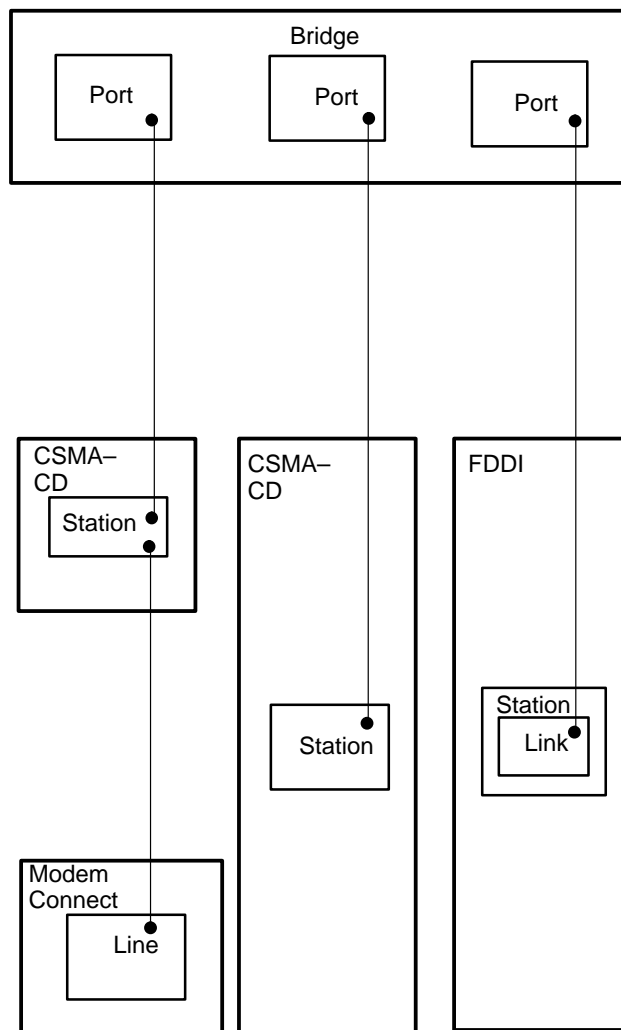 Bridge
Port
Port
Port
CSMA–
CD
Station
CSMA–
CD
Station
FDDI
Station
Link
Modem
Connect
Line